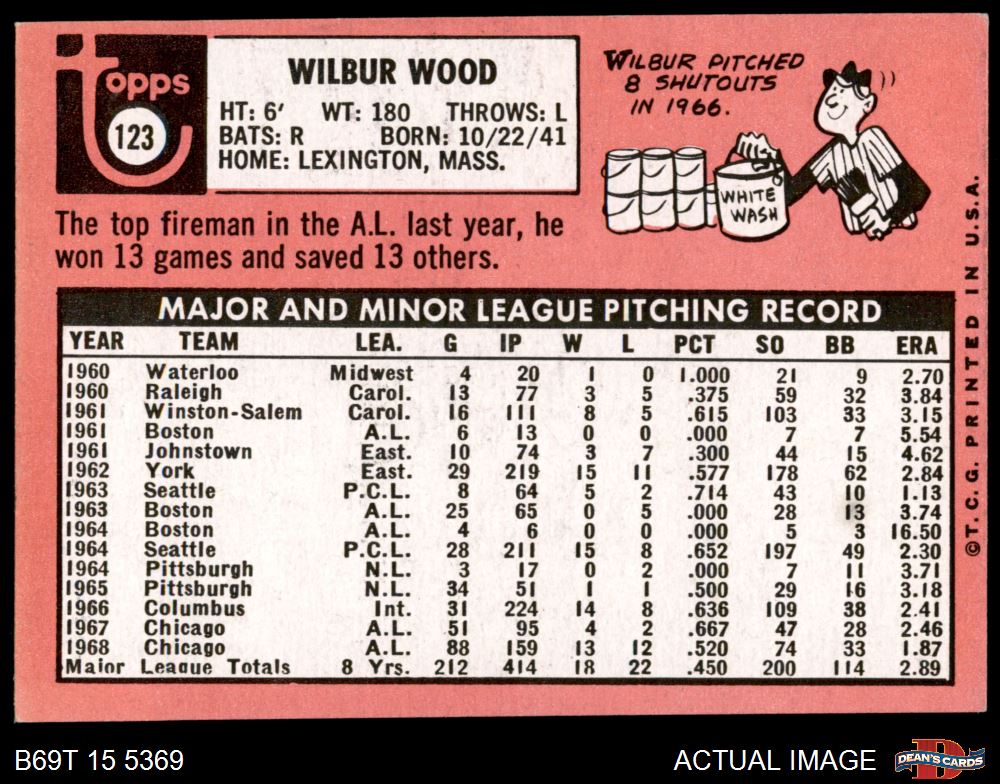 Topps
123
WILBUR WOOD
HT: 6' WT: 180 THROWS: L
BATS: R BORN: 10/22/41
HOME: LEXINGTON, MASS.
WILBUR PITCHED
8 SHUTOUTS
IN 1966.
WHITE
WASH
The top fireman in the A.L. last year, he
won 13 games and saved 13 others.
MAJOR AND MINOR LEAGUE PITCHING RECORD
YEAR TEAM LEA. G IP W L PCT SO BB ERA
1960 Waterloo Midwest 4 20 1 0 1.000 21 9 2.70
1960 Raleigh Carol. 13 77 3 5 .375 59 32 3.84
1961 Winston-Salem Carol. 16 111 8 5 .615 103 33 3.15
1961 Boston A.L. 6 13 0 0 .000 7 7 5.54
1961 Johnstown East. 10 74 3 7 .300 44 15 4.62
1962 York East. 29 219 15 11 .577 178 62 2.84
1963 Seattle P.C.L. 8 64 5 2 .714 43 10 1.13
1963 Boston A.L. 25 65 0 5 .000 28 13 3.74
1964 Boston A.L. 4 6 0 0 .000 5 3 16.50
1964 Seattle P.C.L. 28 211 15 8 .652 197 49 2.30
1964 Pittsburgh N.L. 3 17 0 2 .000 7 11 3.71
1965 Pittsburgh N.L. 34 51 1 1 .500 29 16 3.18
1966 Columbus Int. 31 224 14 8 .636 109 38 2.41
1967 Chicago A.L. 51 95 4 2 .667 47 28 2.46
1968 Chicago A.L. 88 159 13 12 .520 74 33 1.87
Major League Totals 8 Yrs. 212 414 18 22 .450 200 114 2.89
©T.C.G. PRINTED IN U.S.A.
B69T 15 5369
ACTUAL IMAGE
DEAN'S CARDS